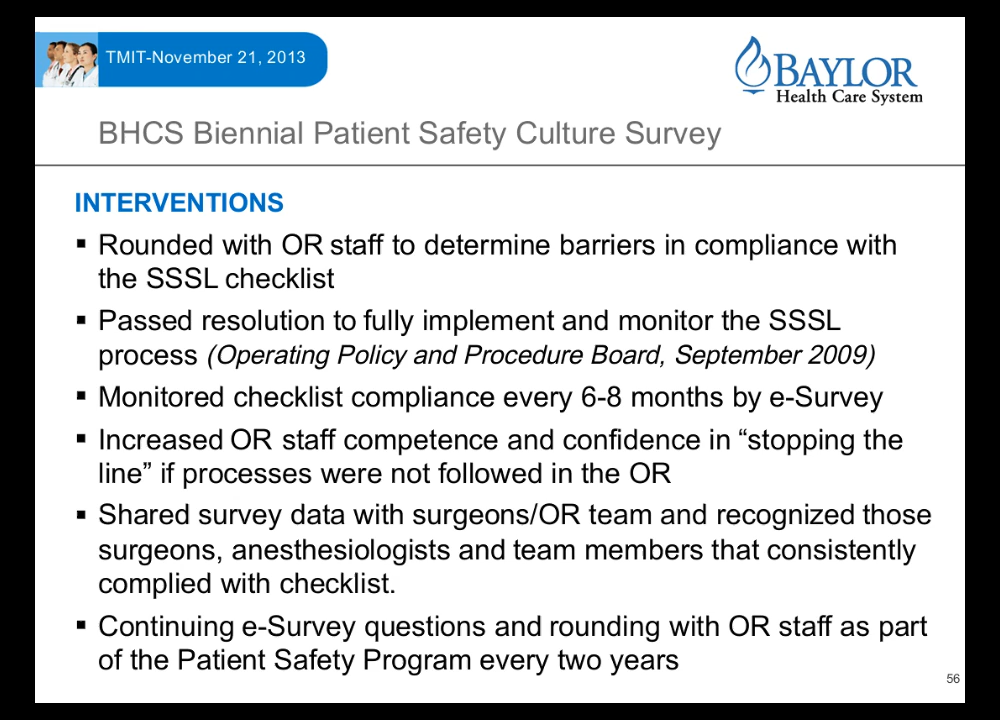 TMIT-November 21, 2013
BAYLOR
Health Care System
BHCS Biennial Patient Safety Culture Survey
INTERVENTIONS
▪ Rounded with OR staff to determine barriers in compliance with
the SSSL checklist
▪ Passed resolution to fully implement and monitor the SSSL
process (Operating Policy and Procedure Board, September 2009)
▪ Monitored checklist compliance every 6-8 months by e-Survey
▪ Increased OR staff competence and confidence in “stopping the
line” if processes were not followed in the OR
▪ Shared survey data with surgeons/OR team and recognized those
surgeons, anesthesiologists and team members that consistently
complied with checklist.
▪ Continuing e-Survey questions and rounding with OR staff as part
of the Patient Safety Program every two years
56